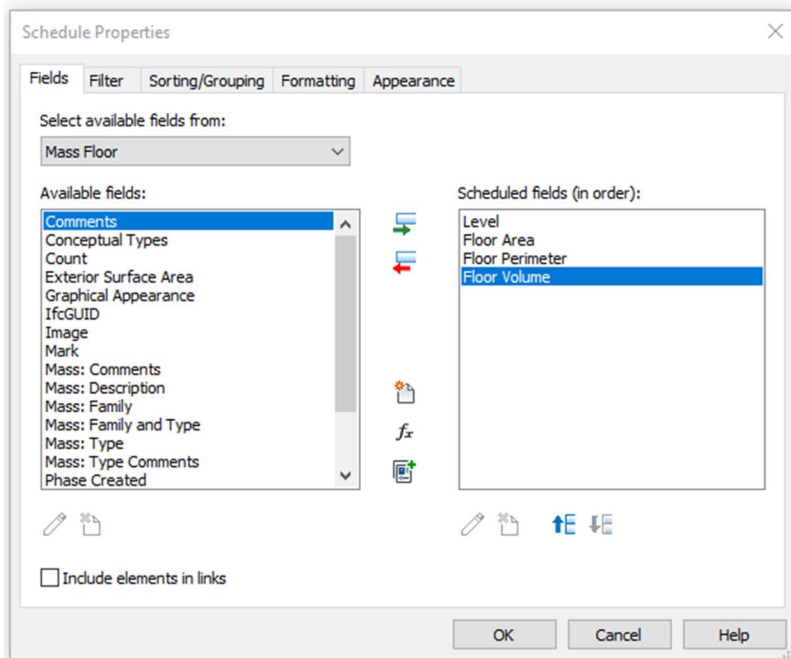 Schedule Properties
Fields Filter Sorting/Grouping Formatting Appearance
Select available fields from:
Mass Floor
Available fields:
Comments
Conceptual Types
Count
Exterior Surface Area
Graphical Appearance
IfcGUID
Image
Mark
Mass: Comments
Mass: Description
Mass: Family
Mass: Family and Type
Mass: Type
Mass: Type Comments
Phase Created
fx
Scheduled fields (in order):
Level
Floor Area
Floor Perimeter
Floor Volume
Include elements in links
OK Cancel Help